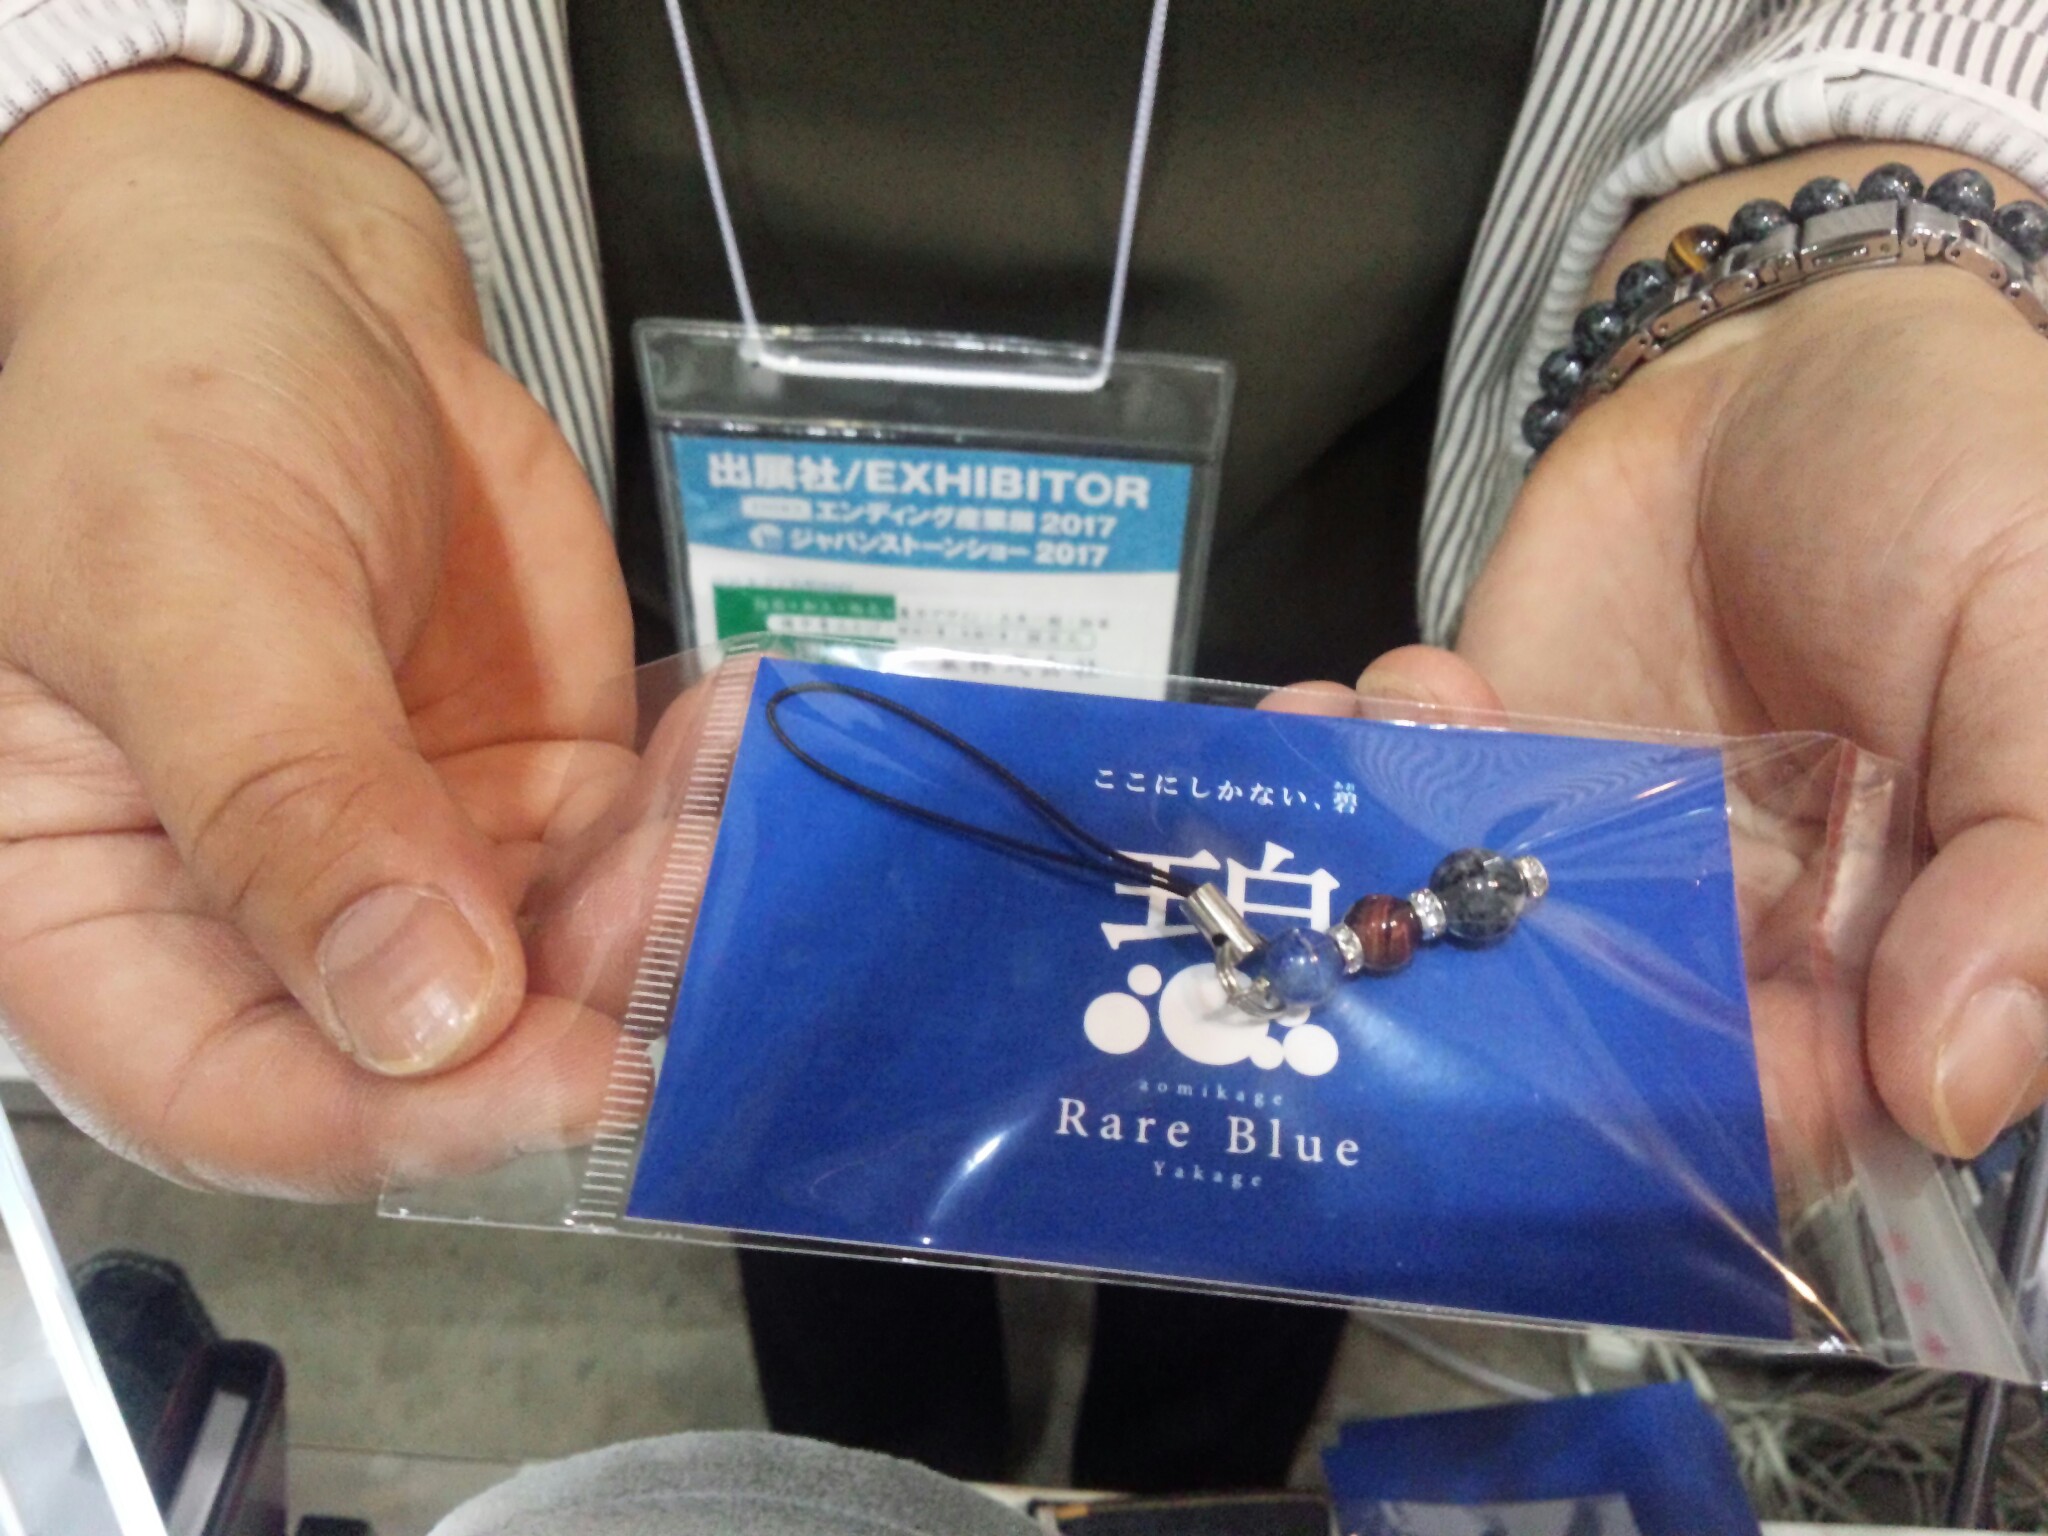 出展社/EXHIBITOR
エンディング産業展 2017
ジャパンストーンショー 2017
ここにしかない、碧
あお
碧
aomikage
Rare Blue
Yakage